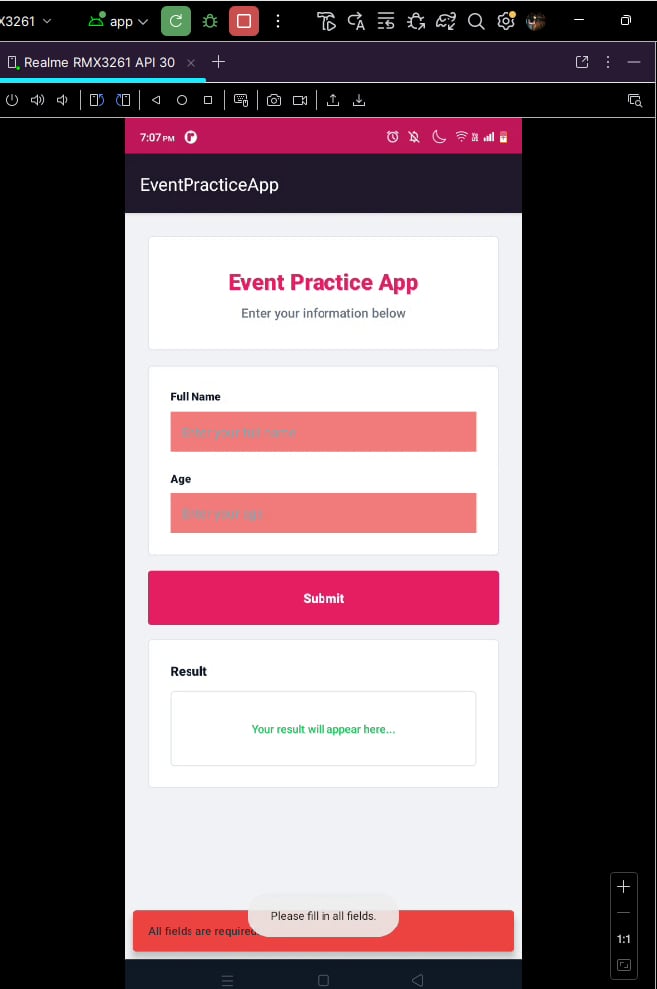 X3261
app
Realme RMX3261 API 30
7:07 PM
EventPracticeApp
Event Practice App
Enter your information below
Full Name
Enter your full name
Age
Enter your age
Submit
Result
Your result will appear here...
Please fill in all fields.
All fields are required.
1:1